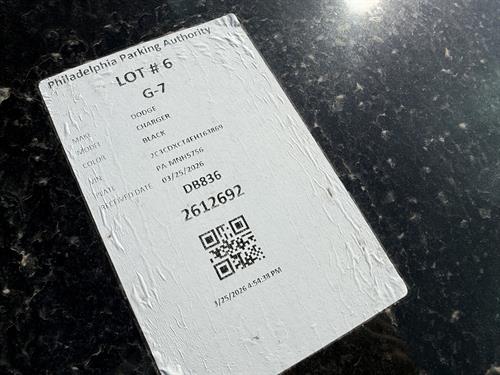 Philadelphia Parking Authority
LOT # 6
G-7
MAKE DODGE
MODEL CHARGER
COLOR BLACK
VIN 2C3CDXCT4EH163869
PLATE PA-MNH5756
RECEIVED DATE 03/25/2026
DB836
2612692
3/25/2026 4:54:38 PM